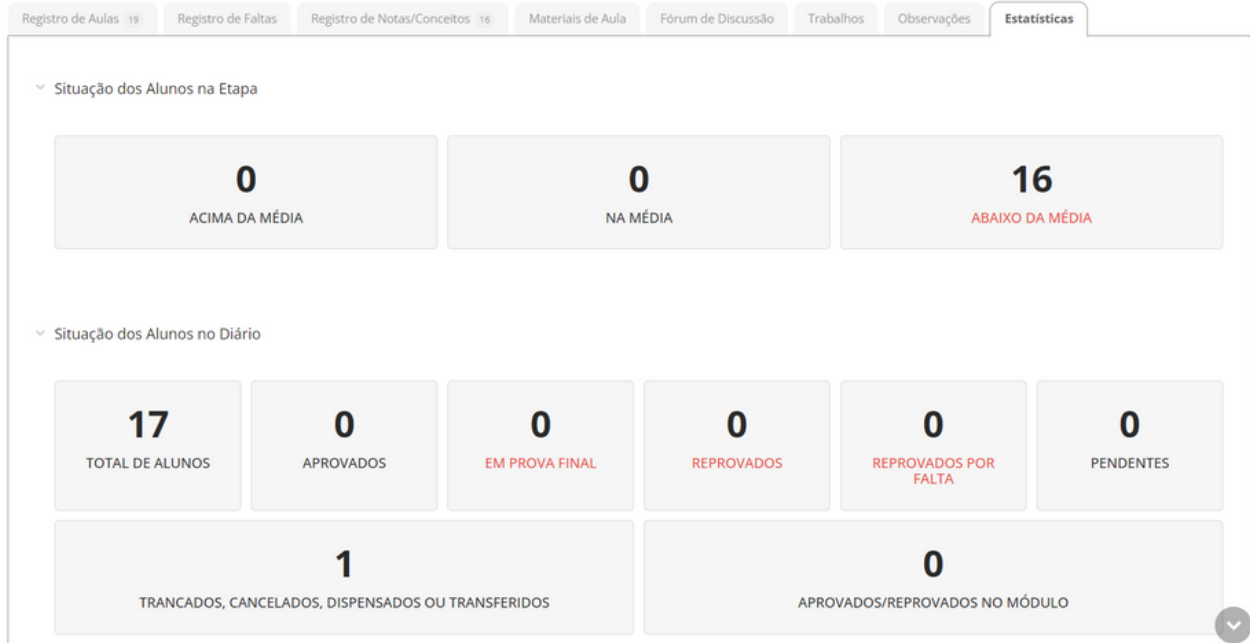 Registro de Aulas 19 Registro de Faltas Registro de Notas/Conceitos 16 Materiais de Aula Fórum de Discussão Trabalhos Observações Estatísticas
Situação dos Alunos na Etapa
0 0 16
ACIMA DA MÉDIA NA MÉDIA ABAIXO DA MÉDIA
Situação dos Alunos no Diário
17 0 0 0 0 0
TOTAL DE ALUNOS APROVADOS EM PROVA FINAL REPROVADOS REPROVADOS POR PENDENTES
FALTA
1 0
TRANCADOS, CANCELADOS, DISPENSADOS OU TRANSFERIDOS APROVADOS/REPROVADOS NO MÓDULO